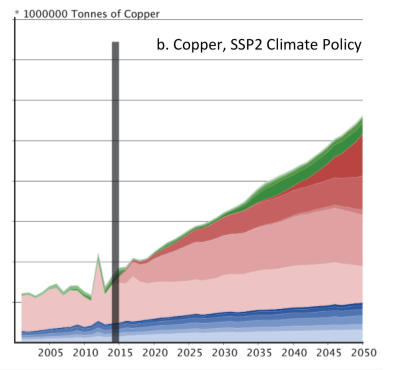 * 1000000 Tonnes of Copper
b. Copper, SSP2 Climate Policy
2005 2010 2015 2020 2025 2030 2035 2040 2045 2050